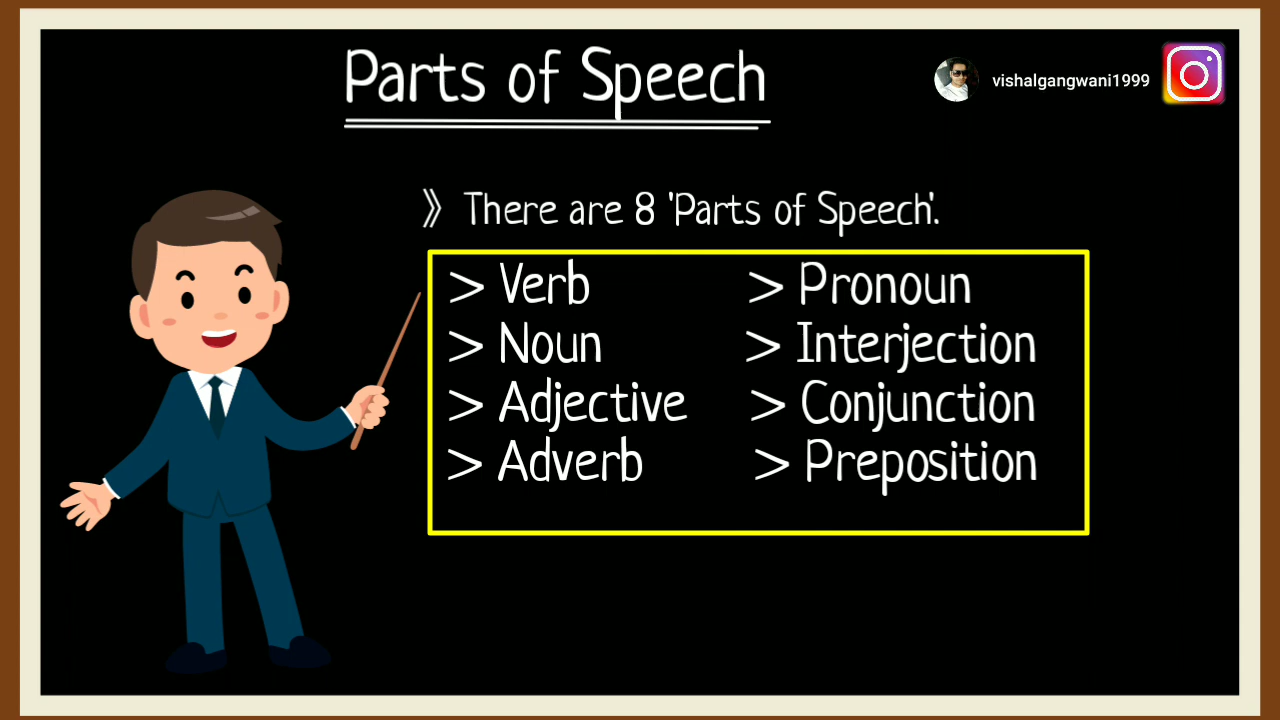 Parts of Speech
vishalgangwani1999
》 There are 8 'Parts of Speech'.
> Verb
> Noun
> Adjective
> Adverb
> Pronoun
> Interjection
> Conjunction
> Preposition